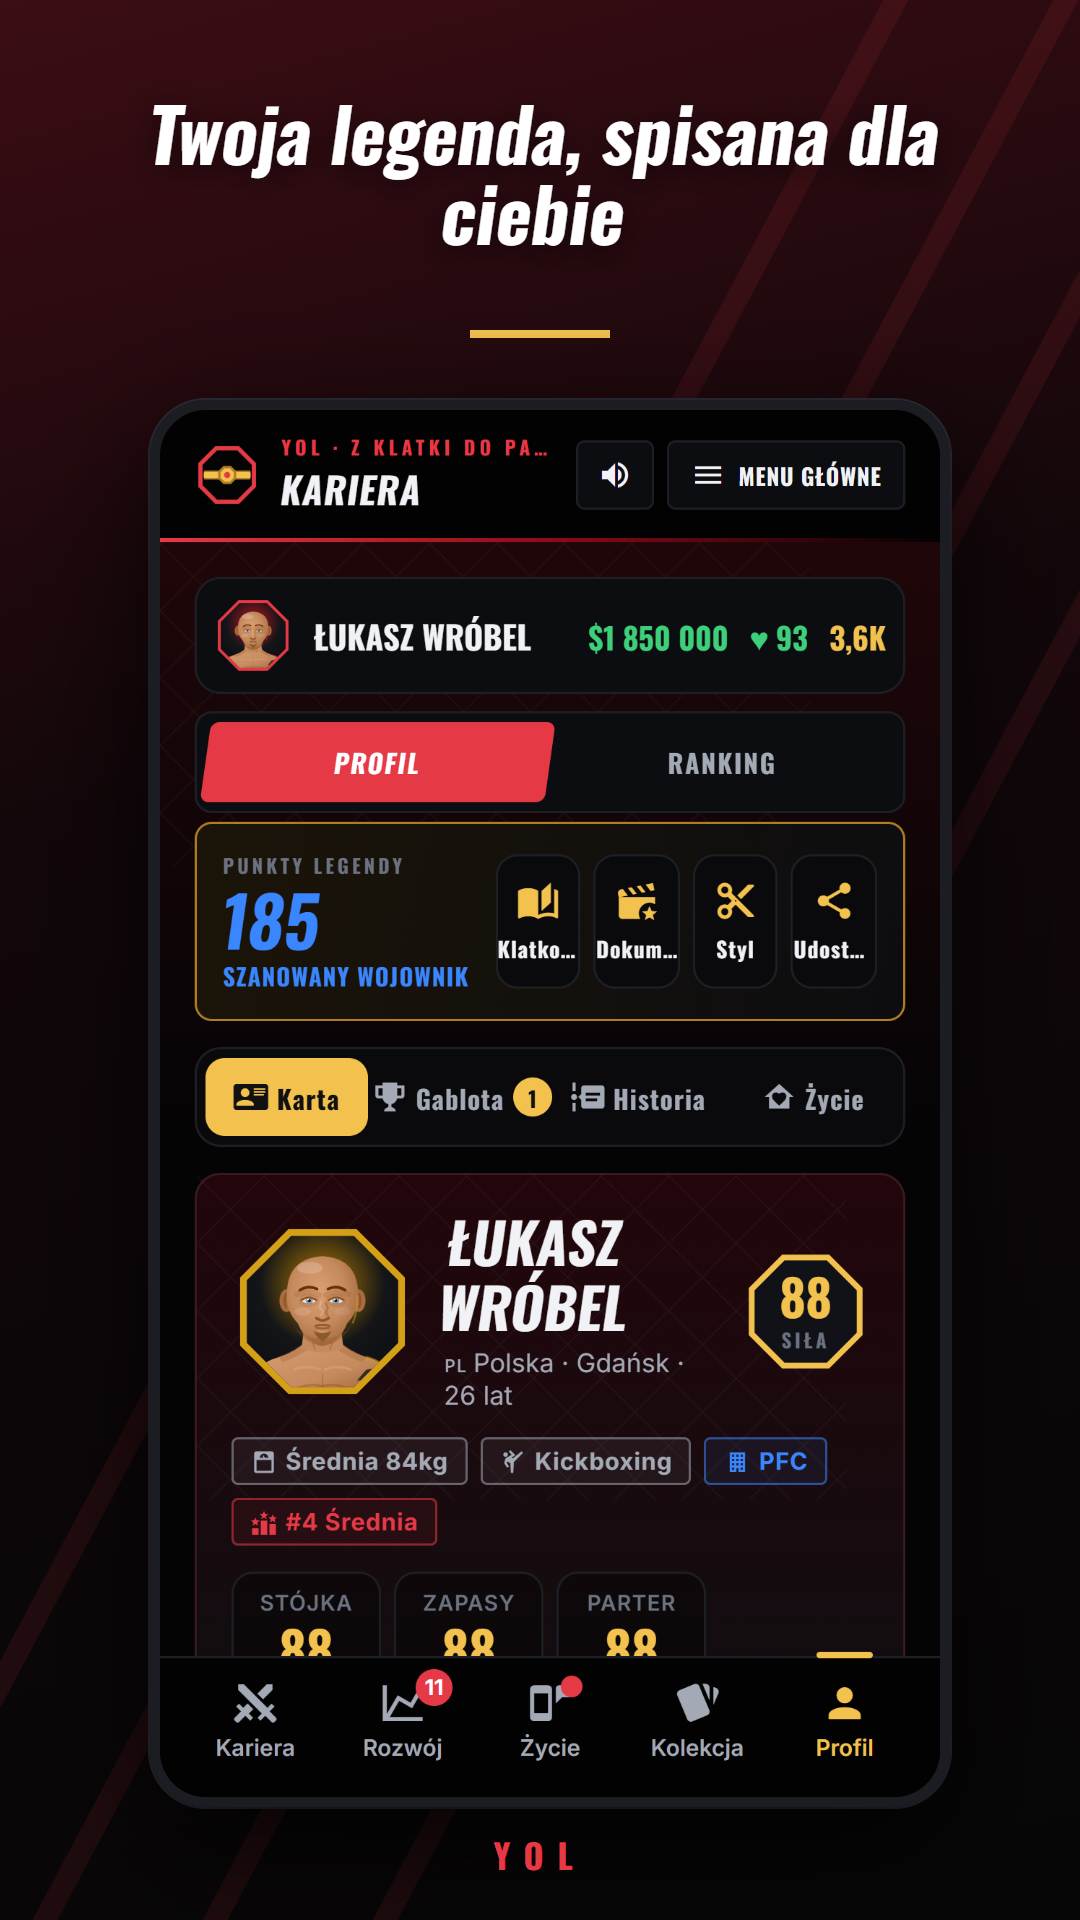 Twoja legenda, spisana dla
ciebie
YOL · Z KLATKI DO PA...
KARIERA
MENU GŁÓWNE
ŁUKASZ WRÓBEL
$1 850 000 ♥ 93 3,6K
PROFIL
RANKING
PUNKTY LEGENDY
185
SZANOWANY WOJOWNIK
Klatko...
Dokum...
Styl
Udost...
Karta
Gablota 1
Historia
Życie
ŁUKASZ
WRÓBEL
PL Polska · Gdańsk ·
26 lat
88
SIŁA
Średnia 84kg
Kickboxing
PFC
#4 Średnia
STÓJKA
ZAPASY
PARTER
88
88
88
11
Kariera
Rozwój
Życie
Kolekcja
Profil
YOL